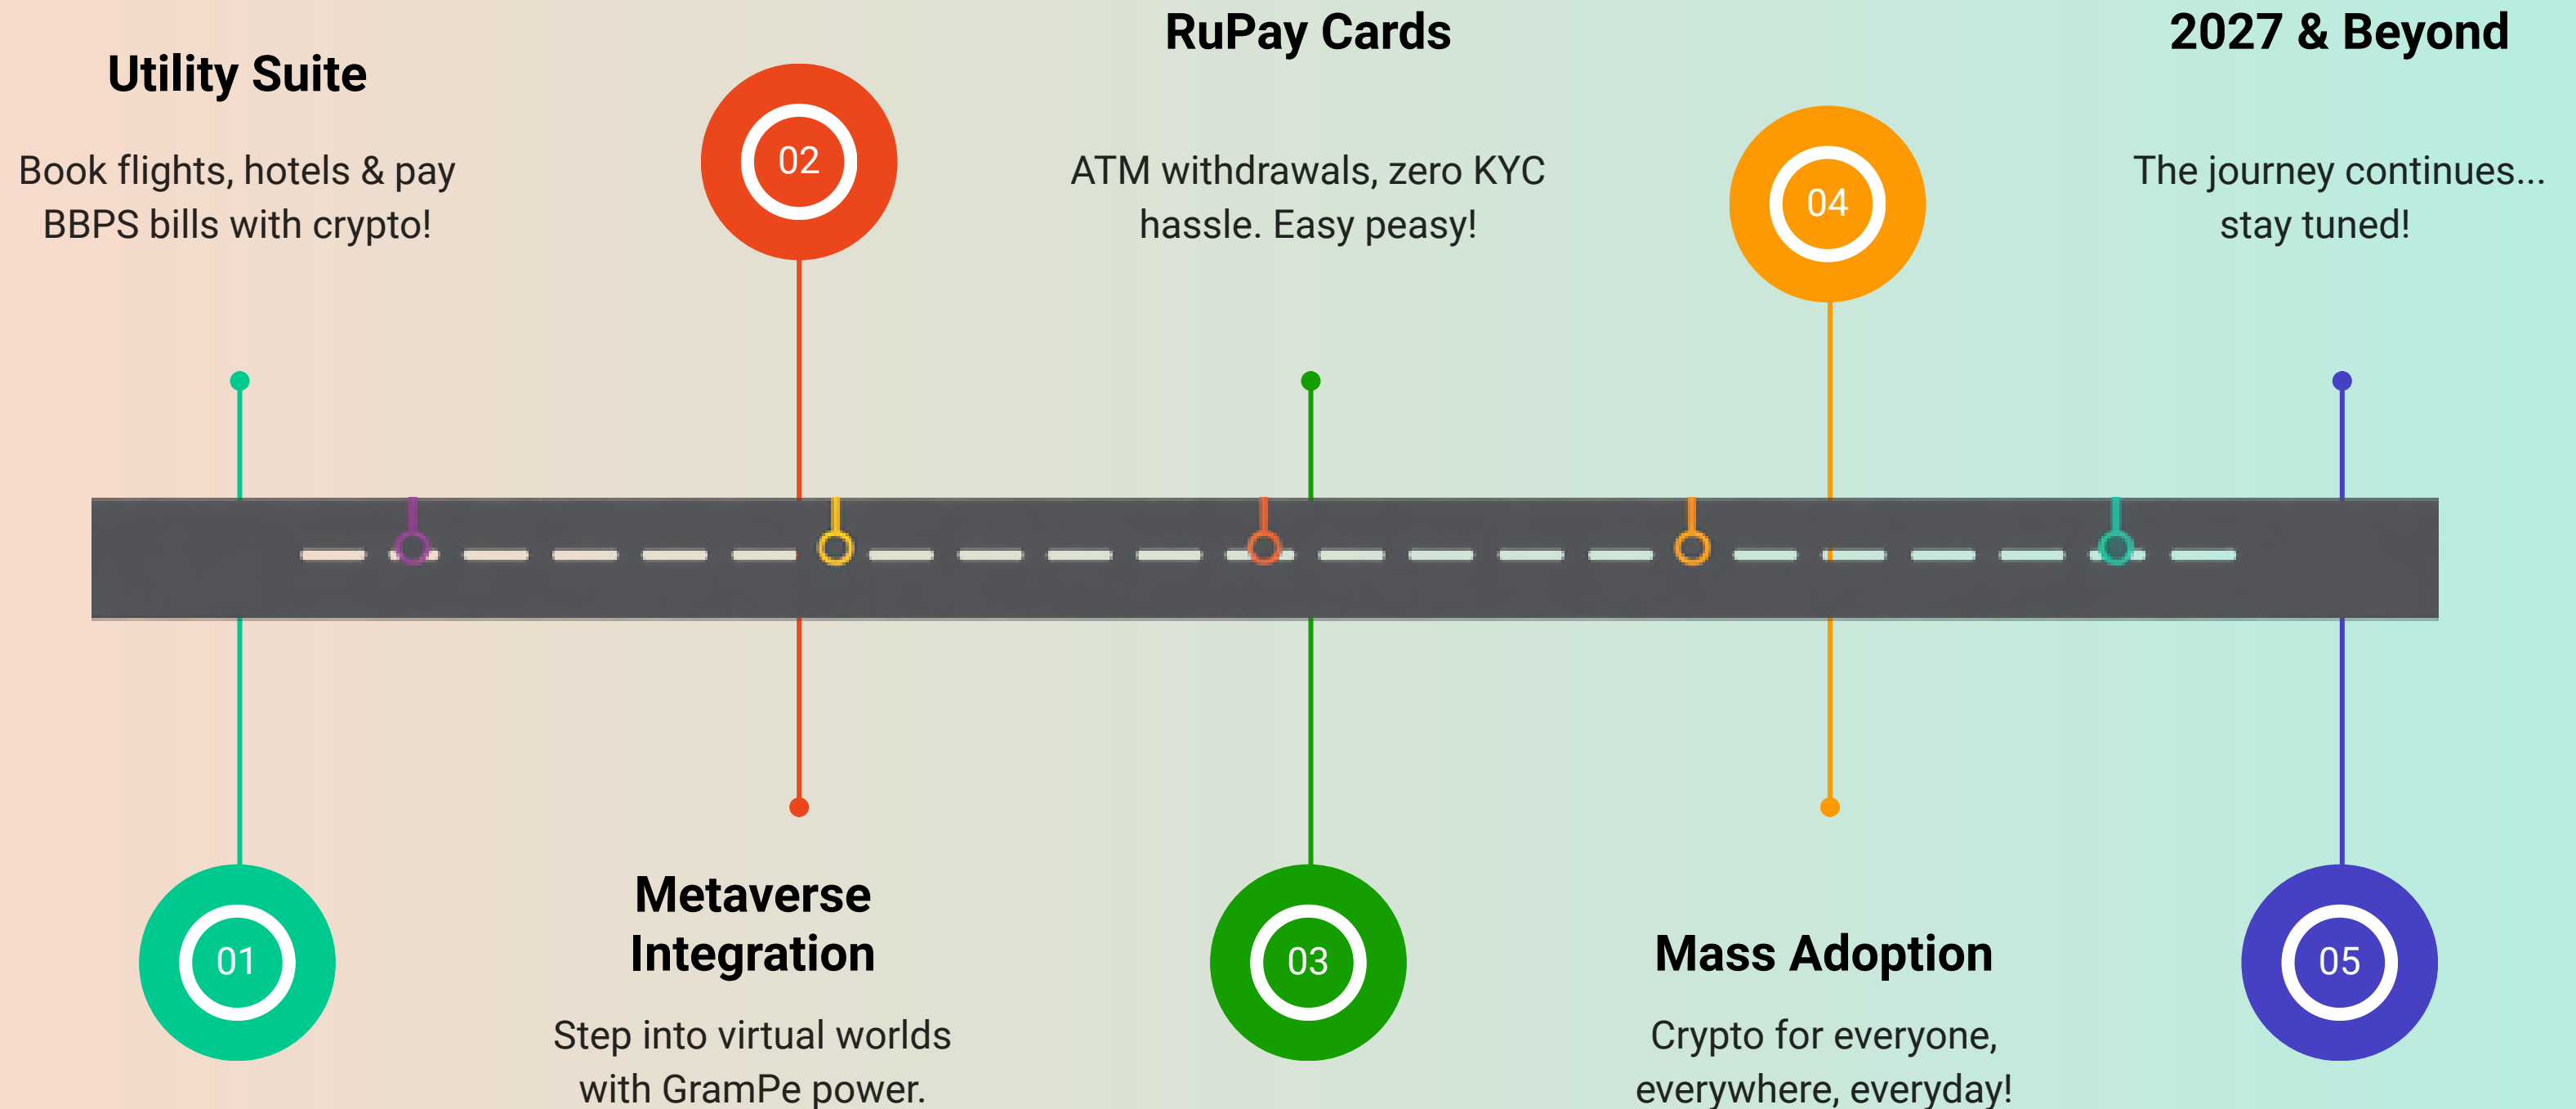 Utility Suite
Book flights, hotels & pay
BBPS bills with crypto!
01
02
Metaverse
Integration
Step into virtual worlds
with GramPe power.
RuPay Cards
ATM withdrawals, zero KYC
hassle. Easy peasy!
03
04
Mass Adoption
Crypto for everyone,
everywhere, everyday!
2027 & Beyond
The journey continues...
stay tuned!
05